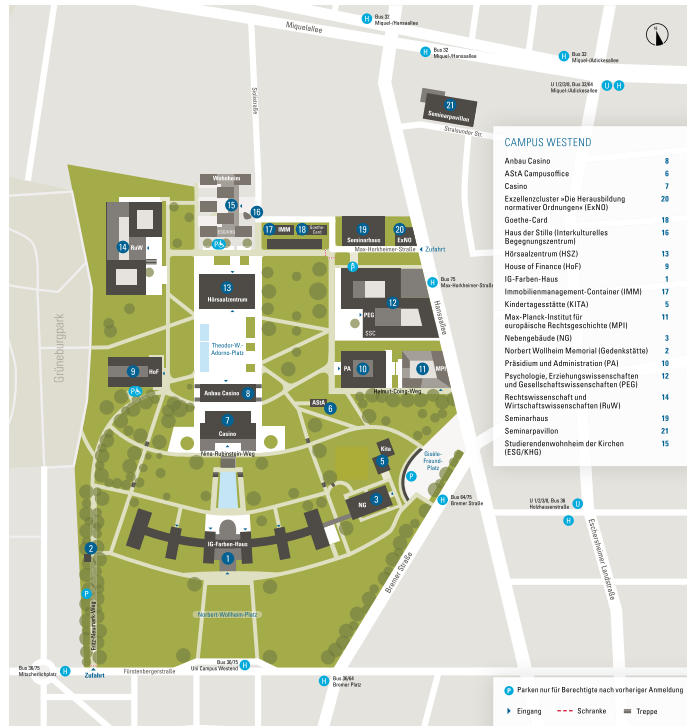 Bus 32
Miquel-/Hansaallee
Miquelallee
Bus 32
Miquel-/Hansaallee
Bus 32
Miquel-/Adickesallee
U 1/2/3/8, Bus 32/64
Miquel-/Adickesallee
U H
N
21
Seminarpavillon
Stralsunder Str.
CAMPUS WESTEND
Anbau Casino 8
AStA Campusoffice 6
Casino 7
Exzellenzcluster »Die Herausbildung
normativer Ordnungen« (ExNO) 20
Goethe-Card 18
Haus der Stille (Interkulturelles
Begegnungszentrum) 16
Hörsaalzentrum (HSZ) 13
House of Finance (HoF) 9
IG-Farben-Haus 1
Immobilienmanagement-Container (IMM) 17
Kindertagesstätte (KITA) 5
Max-Planck-Institut für
europäische Rechtsgeschichte (MPI) 11
Nebengebäude (NG) 3
Norbert Wollheim Memorial (Gedenkstätte) 2
Präsidium und Administration (PA) 10
Psychologie, Erziehungswissenschaften
und Gesellschaftswissenschaften (PEG) 12
Rechtswissenschaft und
Wirtschaftswissenschaften (RuW) 14
Seminarhaus 19
Seminarpavillon 21
Studierendenwohnheim der Kirchen
(ESG/KHG) 15
Siolistraße
Wohnheim
15
16
ESG/KHG
P
14 RuW
17 IMM 18 Goethe-
Card
19
Seminarhaus
20
ExNO
Max-Horkheimer-Straße
Zufahrt
P
Bus 75
Max-Horkheimer-Straße
Hansaallee
13
Hörsaalzentrum
12
PEG
SSC
Theodor-W.-
Adorno-Platz
Grüneburgpark
9 HoF
P
PA 10
11 MPI
Helmut-Coing-Weg
Anbau Casino 8
AStA
6
7
Casino
Nina-Rubinstein-Weg
Kita
5
Gisèle-
Freund-
Platz
P
NG 3
H Bus 64/75
Bremer Straße
U 1/2/3/8, Bus 36
Holzhausenstraße
U
H
Eschersheimer Landstraße
IG-Farben-Haus
1
2
P
Fritz-Neumark-Weg
Norbert-Wollheim-Platz
Bremer Straße
Bus 36/75
Mitscherlichplatz H
Zufahrt
Fürstenbergerstraße
Bus 36/75
Uni Campus Westend H
H Bus 36/64
Bremer Platz
P Parken nur für Berechtigte nach vorheriger Anmeldung
Eingang Schranke Treppe